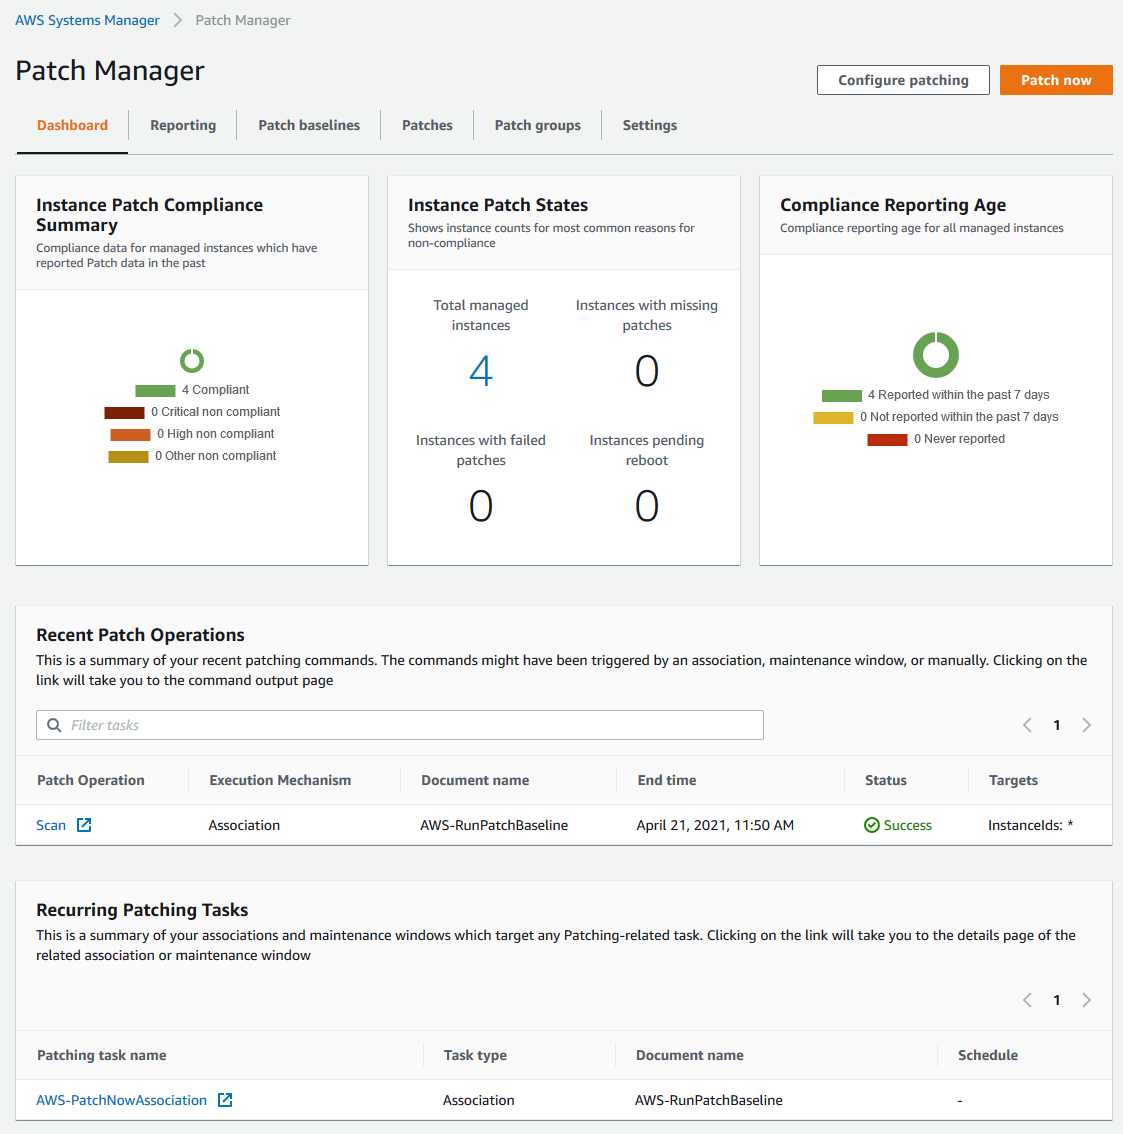 AWS Systems Manager > Patch Manager
Patch Manager
Configure patching
Patch now
Dashboard
Reporting
Patch baselines
Patches
Patch groups
Settings
Instance Patch Compliance
Summary
Compliance data for managed instances which have
reported Patch data in the past
4 Compliant
0 Critical non compliant
0 High non compliant
0 Other non compliant
Instance Patch States
Shows instance counts for most common reasons for
non-compliance
Total managed
instances
4
Instances with missing
patches
0
Instances with failed
patches
0
Instances pending
reboot
0
Compliance Reporting Age
Compliance reporting age for all managed instances
4 Reported within the past 7 days
0 Not reported within the past 7 days
0 Never reported
Recent Patch Operations
This is a summary of your recent patching commands. The commands might have been triggered by an association, maintenance window, or manually. Clicking on the
link will take you to the command output page
Filter tasks
1
Patch Operation Execution Mechanism Document name End time Status Targets
Scan Association AWS-RunPatchBaseline April 21, 2021, 11:50 AM Success InstanceIds: *
Recurring Patching Tasks
This is a summary of your associations and maintenance windows which target any Patching-related task. Clicking on the link will take you to the details page of the
related association or maintenance window
1
Patching task name Task type Document name Schedule
AWS-PatchNowAssociation Association AWS-RunPatchBaseline -